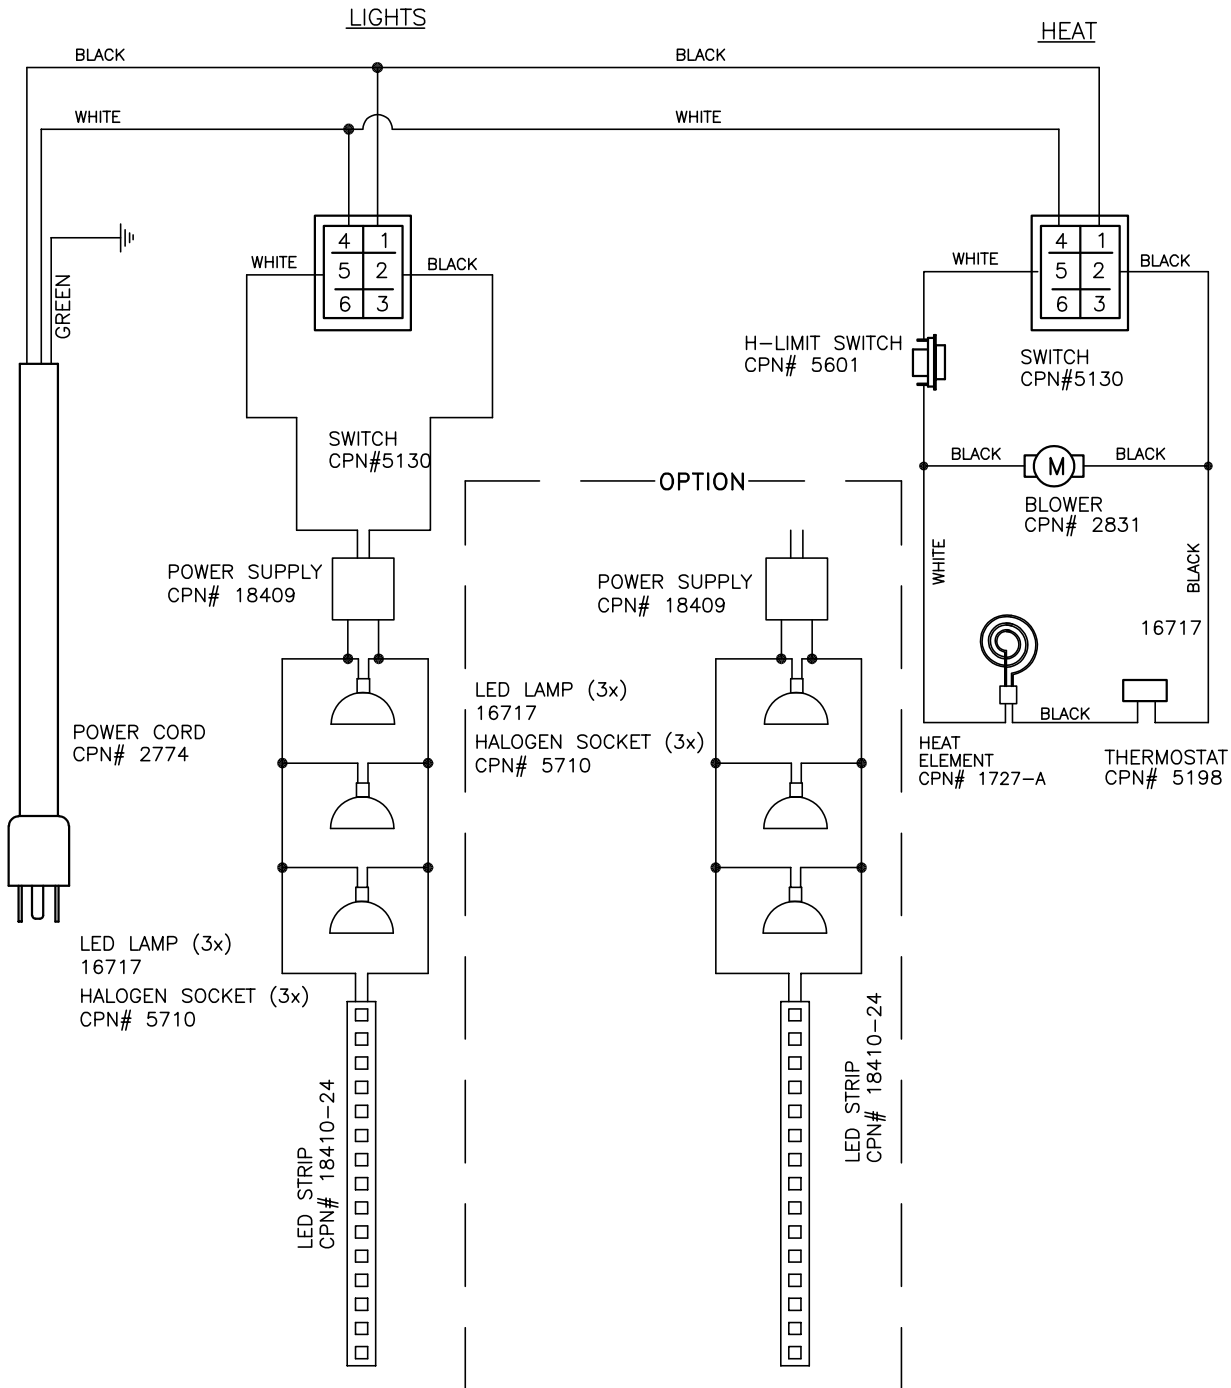 LIGHTS
HEAT
BLACK
BLACK
WHITE
WHITE
GREEN
4 1
5 2
6 3
WHITE
BLACK
4 1
5 2
6 3
WHITE
BLACK
H-LIMIT SWITCH
CPN# 5601
SWITCH
CPN#5130
SWITCH
CPN#5130
BLACK
M
BLACK
OPTION
BLOWER
CPN# 2831
WHITE
BLACK
POWER SUPPLY
CPN# 18409
POWER SUPPLY
CPN# 18409
16717
LED LAMP (3x)
16717
HALOGEN SOCKET (3x)
CPN# 5710
BLACK
POWER CORD
CPN# 2774
HEAT
ELEMENT
CPN# 1727-A
THERMOSTAT
CPN# 5198
LED LAMP (3x)
16717
HALOGEN SOCKET (3x)
CPN# 5710
LED STRIP
CPN# 18410-24
LED STRIP
CPN# 18410-24